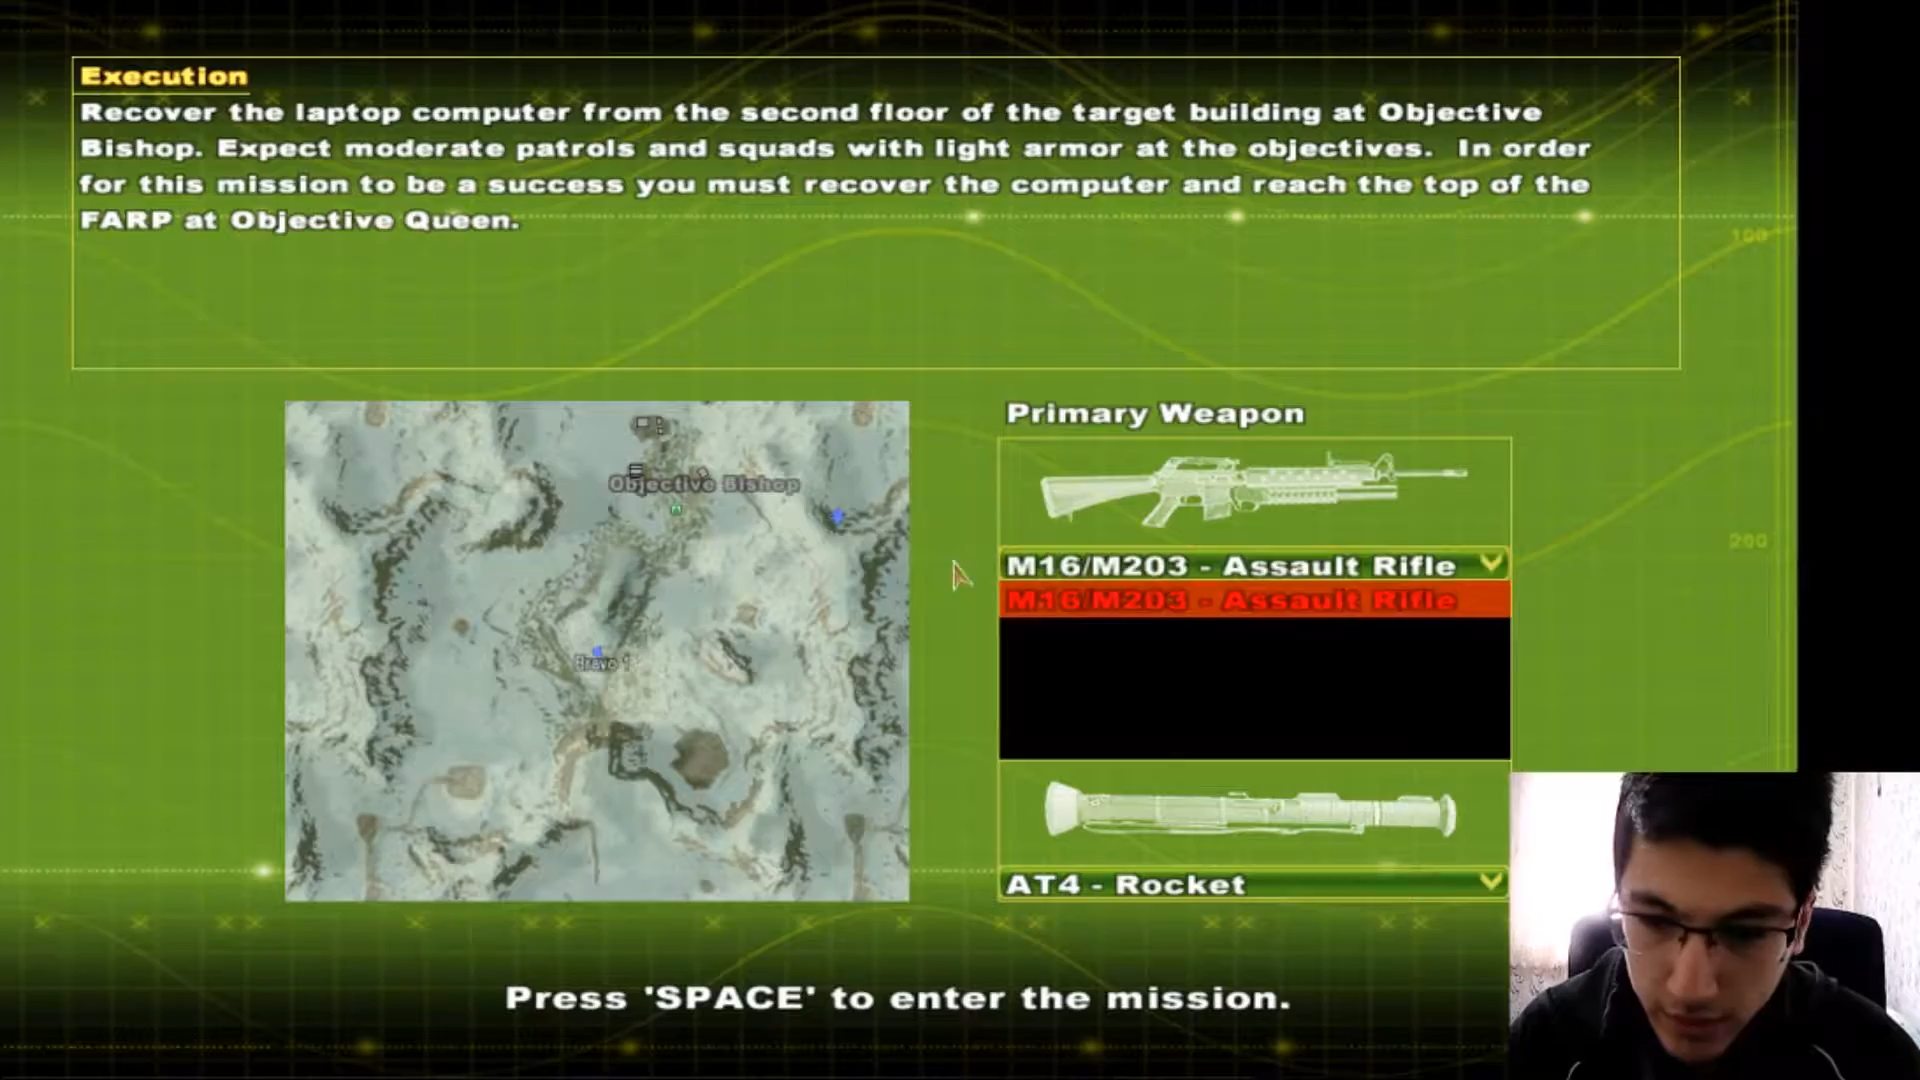 Execution
Recover the laptop computer from the second floor of the target building at Objective
Bishop. Expect moderate patrols and squads with light armor at the objectives.  In order
for this mission to be a success you must recover the computer and reach the top of the
FARP at Objective Queen.
100
Primary Weapon
Objective Bishop
200
M16/M203 - Assault Rifle
M16/M203 - Assault Rifle
Bravo 1
AT4 - Rocket
Press 'SPACE' to enter the mission.